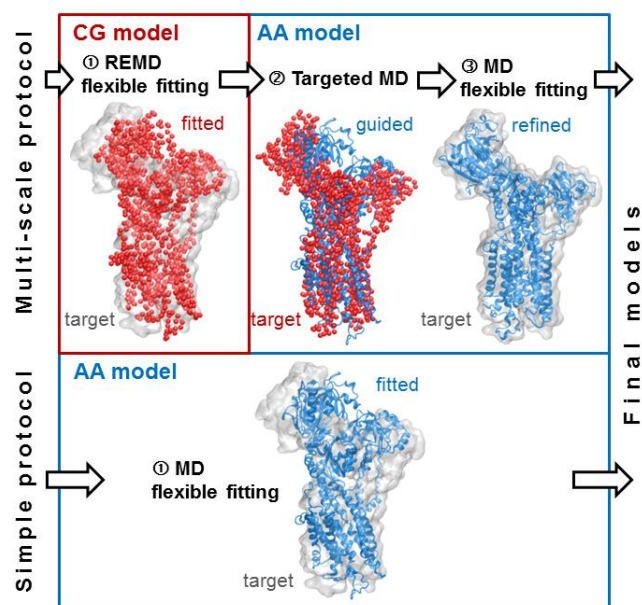 Multi-scale protocol
CG model
① REMD
flexible fitting
fitted
target
AA model
② Targeted MD
guided
target
③ MD
flexible fitting
refined
target
Simple protocol
AA model
① MD
flexible fitting
fitted
target
Final models